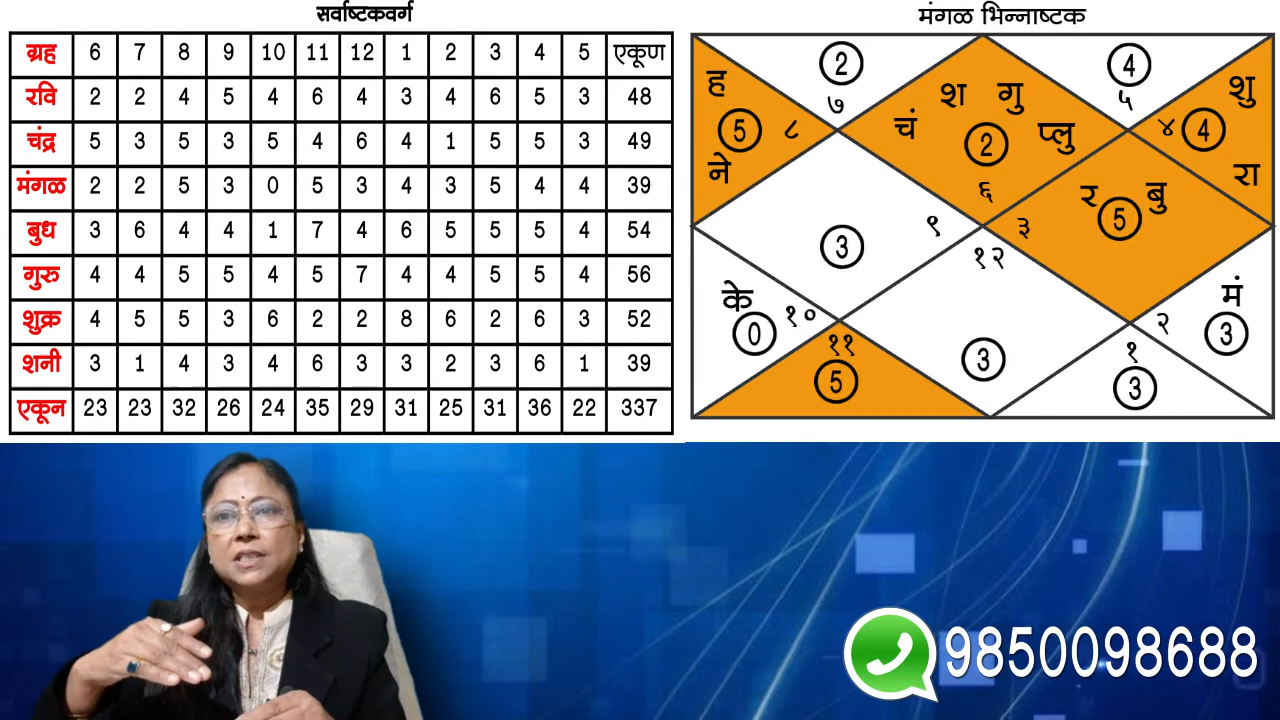 सर्वाष्टकवर्ग
ग्रह 6 7 8 9 10 11 12 1 2 3 4 5 एकूण
रवि 2 2 4 5 4 6 4 3 4 6 5 3 48
चंद्र 5 3 5 3 5 4 6 4 1 5 5 3 49
मंगळ 2 2 5 3 0 5 3 4 3 5 4 4 39
बुध 3 6 4 4 1 7 4 6 5 5 5 4 54
गुरु 4 4 5 5 4 5 7 4 4 5 5 4 56
शुक्र 4 5 5 3 6 2 2 8 6 2 6 3 52
शनी 3 1 4 3 4 6 3 3 2 3 6 1 39
एकून 23 23 32 26 24 35 29 31 25 31 36 22 337
मंगळ भिन्नाष्टक
2 4
ह श गु शु
७ ५
5 ८ चं 2 प्लु ४ 4
ने ६ रा
र बु
5
3 ९ ३
१२
के मं
0 १० २ 3
११ 3 १
5 3
9850098688